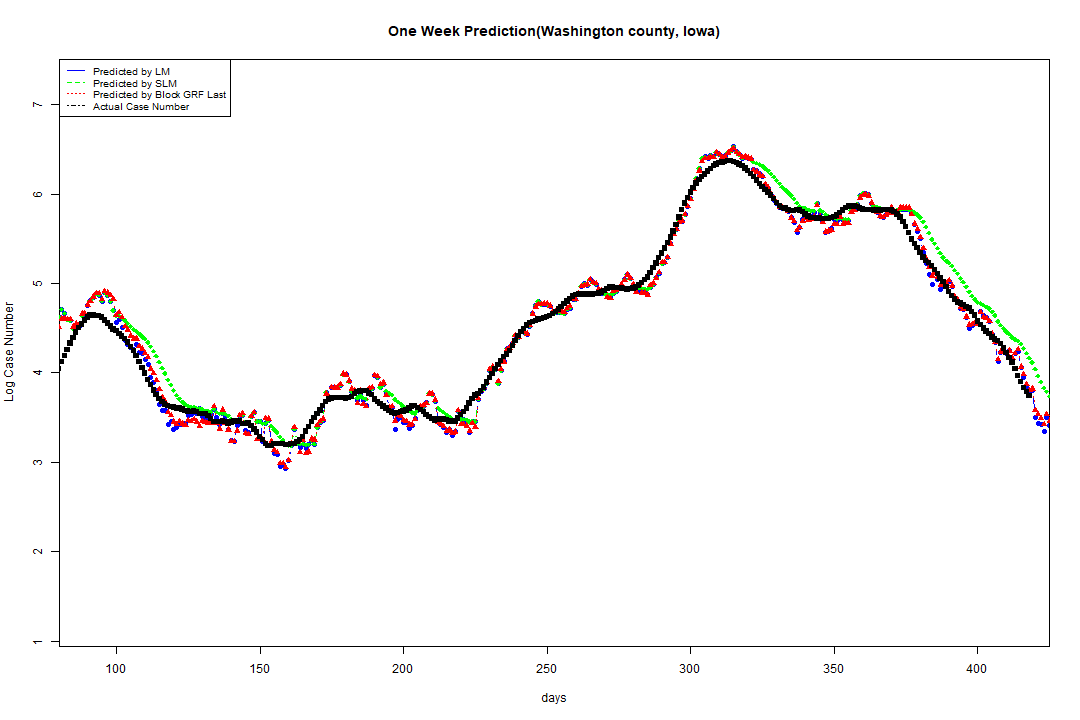 One Week Prediction(Washington county, Iowa)
Predicted by LM
Predicted by SLM
Predicted by Block GRF Last
Actual Case Number
7
6
5
4
3
2
1
Log Case Number
100 150 200 250 300 350 400
days